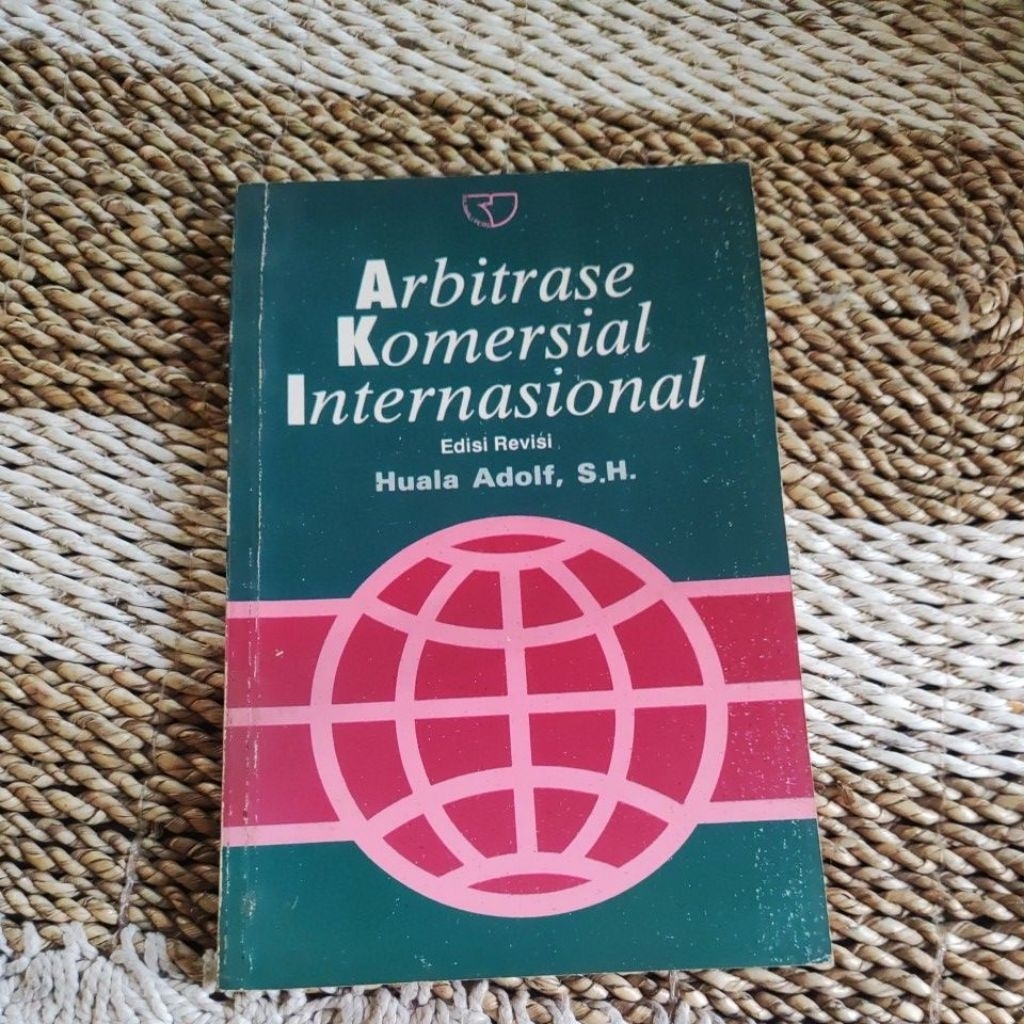 Arbitrase
Komersial
Internasional
Edisi Revisi
Huala Adolf, S.H.